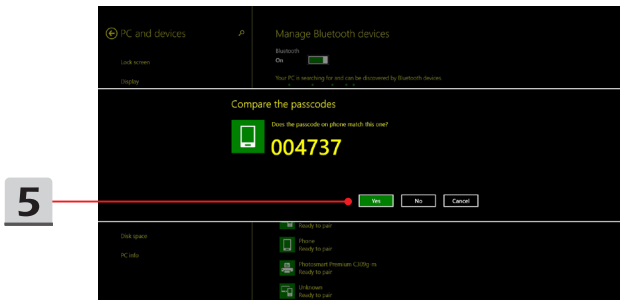 PC and devices
Lock screen
Display
Manage Bluetooth devices
Bluetooth
On
Your PC is searching for and can be discovered by Bluetooth devices.
Compare the passcodes
Does the passcode on phone match this one?
004737
5
Yes No Cancel
Disk space
PC info
Ready to pair
Phone
Ready to pair
Photosmart Premium C309g-m
Ready to pair
Unknown
Ready to pair